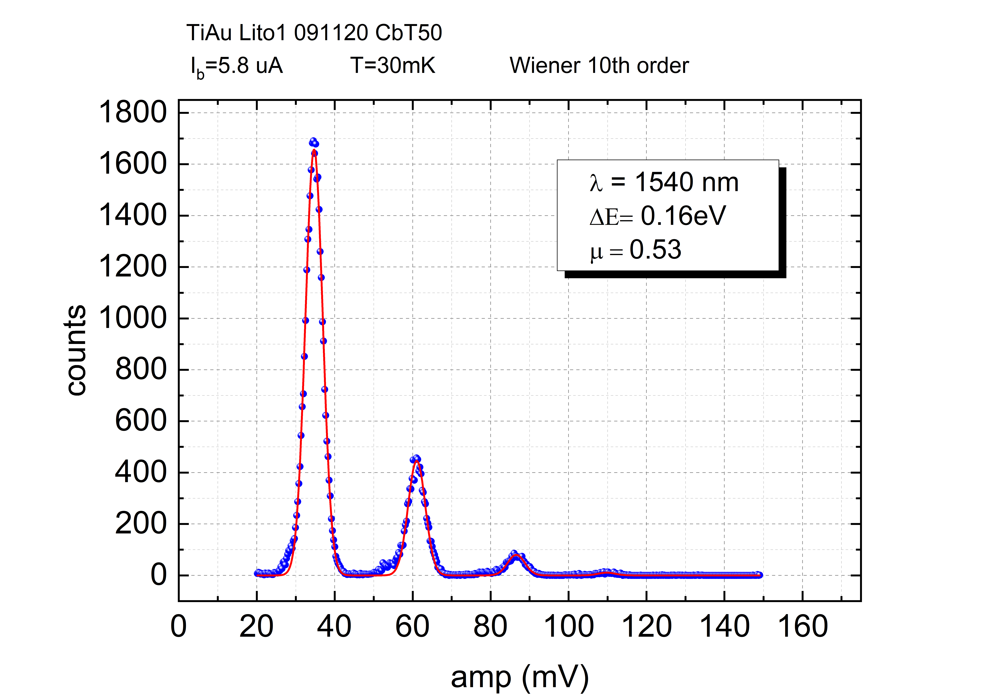 TiAu Lito1 091120 CbT50
Ib=5.8 uA T=30mK Wiener 10th order
1800
1600
1400
1200
1000
800
600
400
200
0
counts
λ = 1540 nm
ΔE= 0.16eV
μ = 0.53
0 20 40 60 80 100 120 140 160
amp (mV)